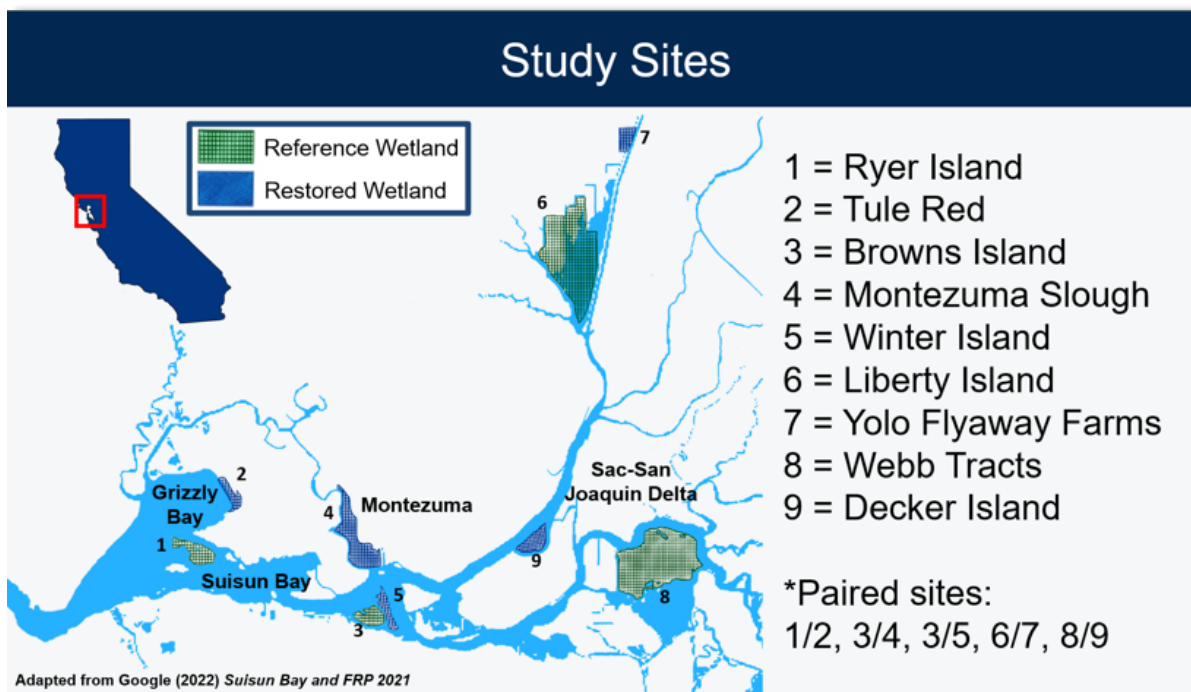 Study Sites
Reference Wetland
Restored Wetland
7
6
2
Grizzly
Bay
4
Montezuma
Sac-San
Joaquin Delta
1
Suisun Bay
9
5
8
3
Adapted from Google (2022) Suisun Bay and FRP 2021
1 = Ryer Island
2 = Tule Red
3 = Browns Island
4 = Montezuma Slough
5 = Winter Island
6 = Liberty Island
7 = Yolo Flyaway Farms
8 = Webb Tracts
9 = Decker Island
*Paired sites:
1/2, 3/4, 3/5, 6/7, 8/9